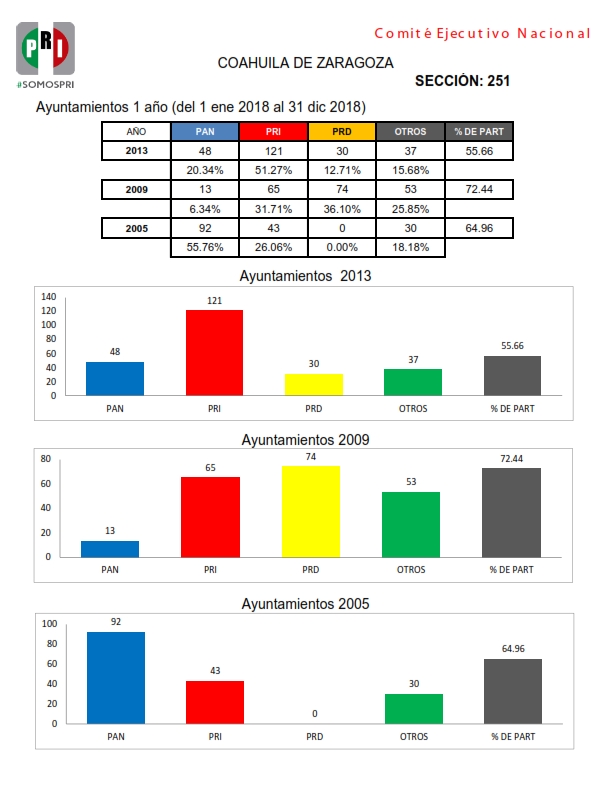 Comité Ejecutivo Nacional
PRI
#SOMOSPRI
COAHUILA DE ZARAGOZA
SECCIÓN: 251
Ayuntamientos 1 año (del 1 ene 2018 al 31 dic 2018)
AÑO PAN PRI PRD OTROS % DE PART
2013 48 121 30 37 55.66
20.34% 51.27% 12.71% 15.68%
2009 13 65 74 53 72.44
6.34% 31.71% 36.10% 25.85%
2005 92 43 0 30 64.96
55.76% 26.06% 0.00% 18.18%
Ayuntamientos 2013
140
120
100
80
60
40
20
0
48 121 30 37 55.66
PAN PRI PRD OTROS % DE PART
Ayuntamientos 2009
80
60
40
20
0
13 65 74 53 72.44
PAN PRI PRD OTROS % DE PART
Ayuntamientos 2005
100
80
60
40
20
0
92 43 0 30 64.96
PAN PRI PRD OTROS % DE PART